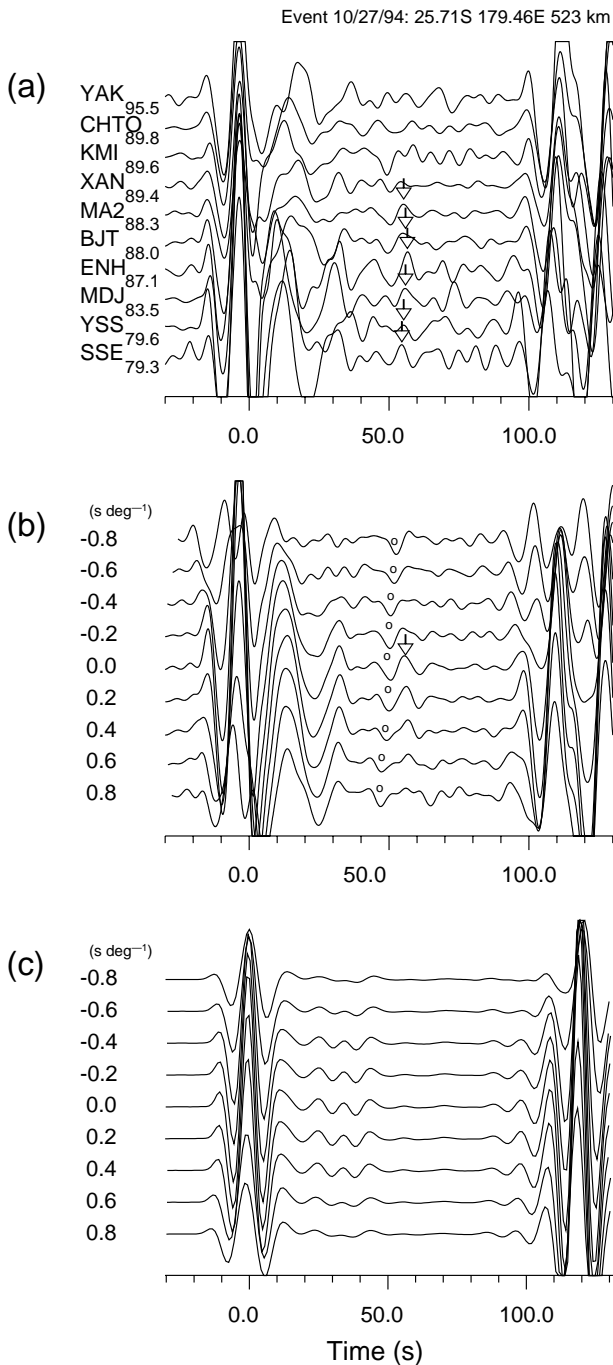 Event 10/27/94: 25.71S 179.46E 523 km
(a)
YAK 95.5
CHTO 89.8
KMI 89.6
XAN 89.4
MA2 88.3
BJT 88.0
ENH 87.1
MDJ 83.5
YSS 79.6
SSE 79.3
0.0 50.0 100.0
(b)
(s deg—1)
-0.8
-0.6
-0.4
-0.2
0.0
0.2
0.4
0.6
0.8
0.0 50.0 100.0
(c)
(s deg—1)
-0.8
-0.6
-0.4
-0.2
0.0
0.2
0.4
0.6
0.8
0.0 50.0 100.0
Time (s)